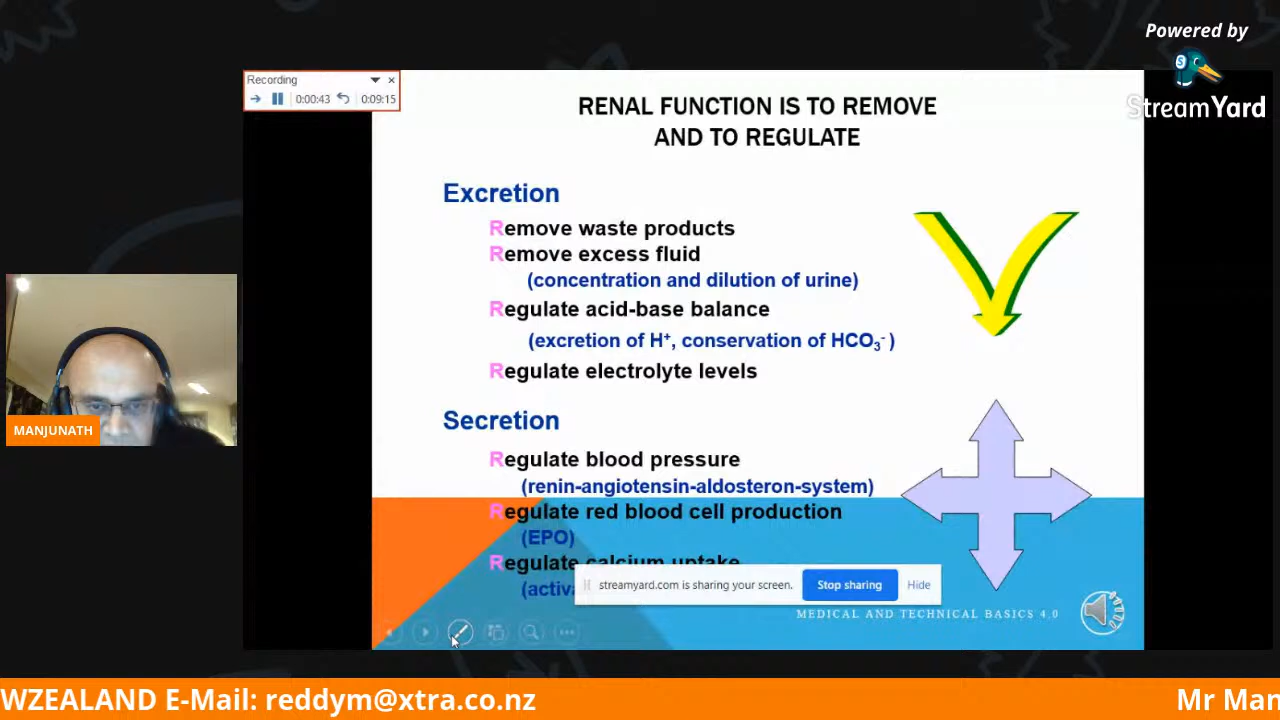 Powered by
StreamYard
Recording
0:00:43 0:09:15
RENAL FUNCTION IS TO REMOVE
AND TO REGULATE
Excretion
Remove waste products
Remove excess fluid
(concentration and dilution of urine)
Regulate acid-base balance
(excretion of H⁺, conservation of HCO₃⁻ )
Regulate electrolyte levels
Secretion
Regulate blood pressure
(renin-angiotensin-aldosteron-system)
Regulate red blood cell production
(EPO)
Regulate calcium uptake
streamyard.com is sharing your screen. Stop sharing Hide
MEDICAL AND TECHNICAL BASICS 4.0
MANJUNATH
WZEALAND E-Mail: reddym@xtra.co.nz Mr Man